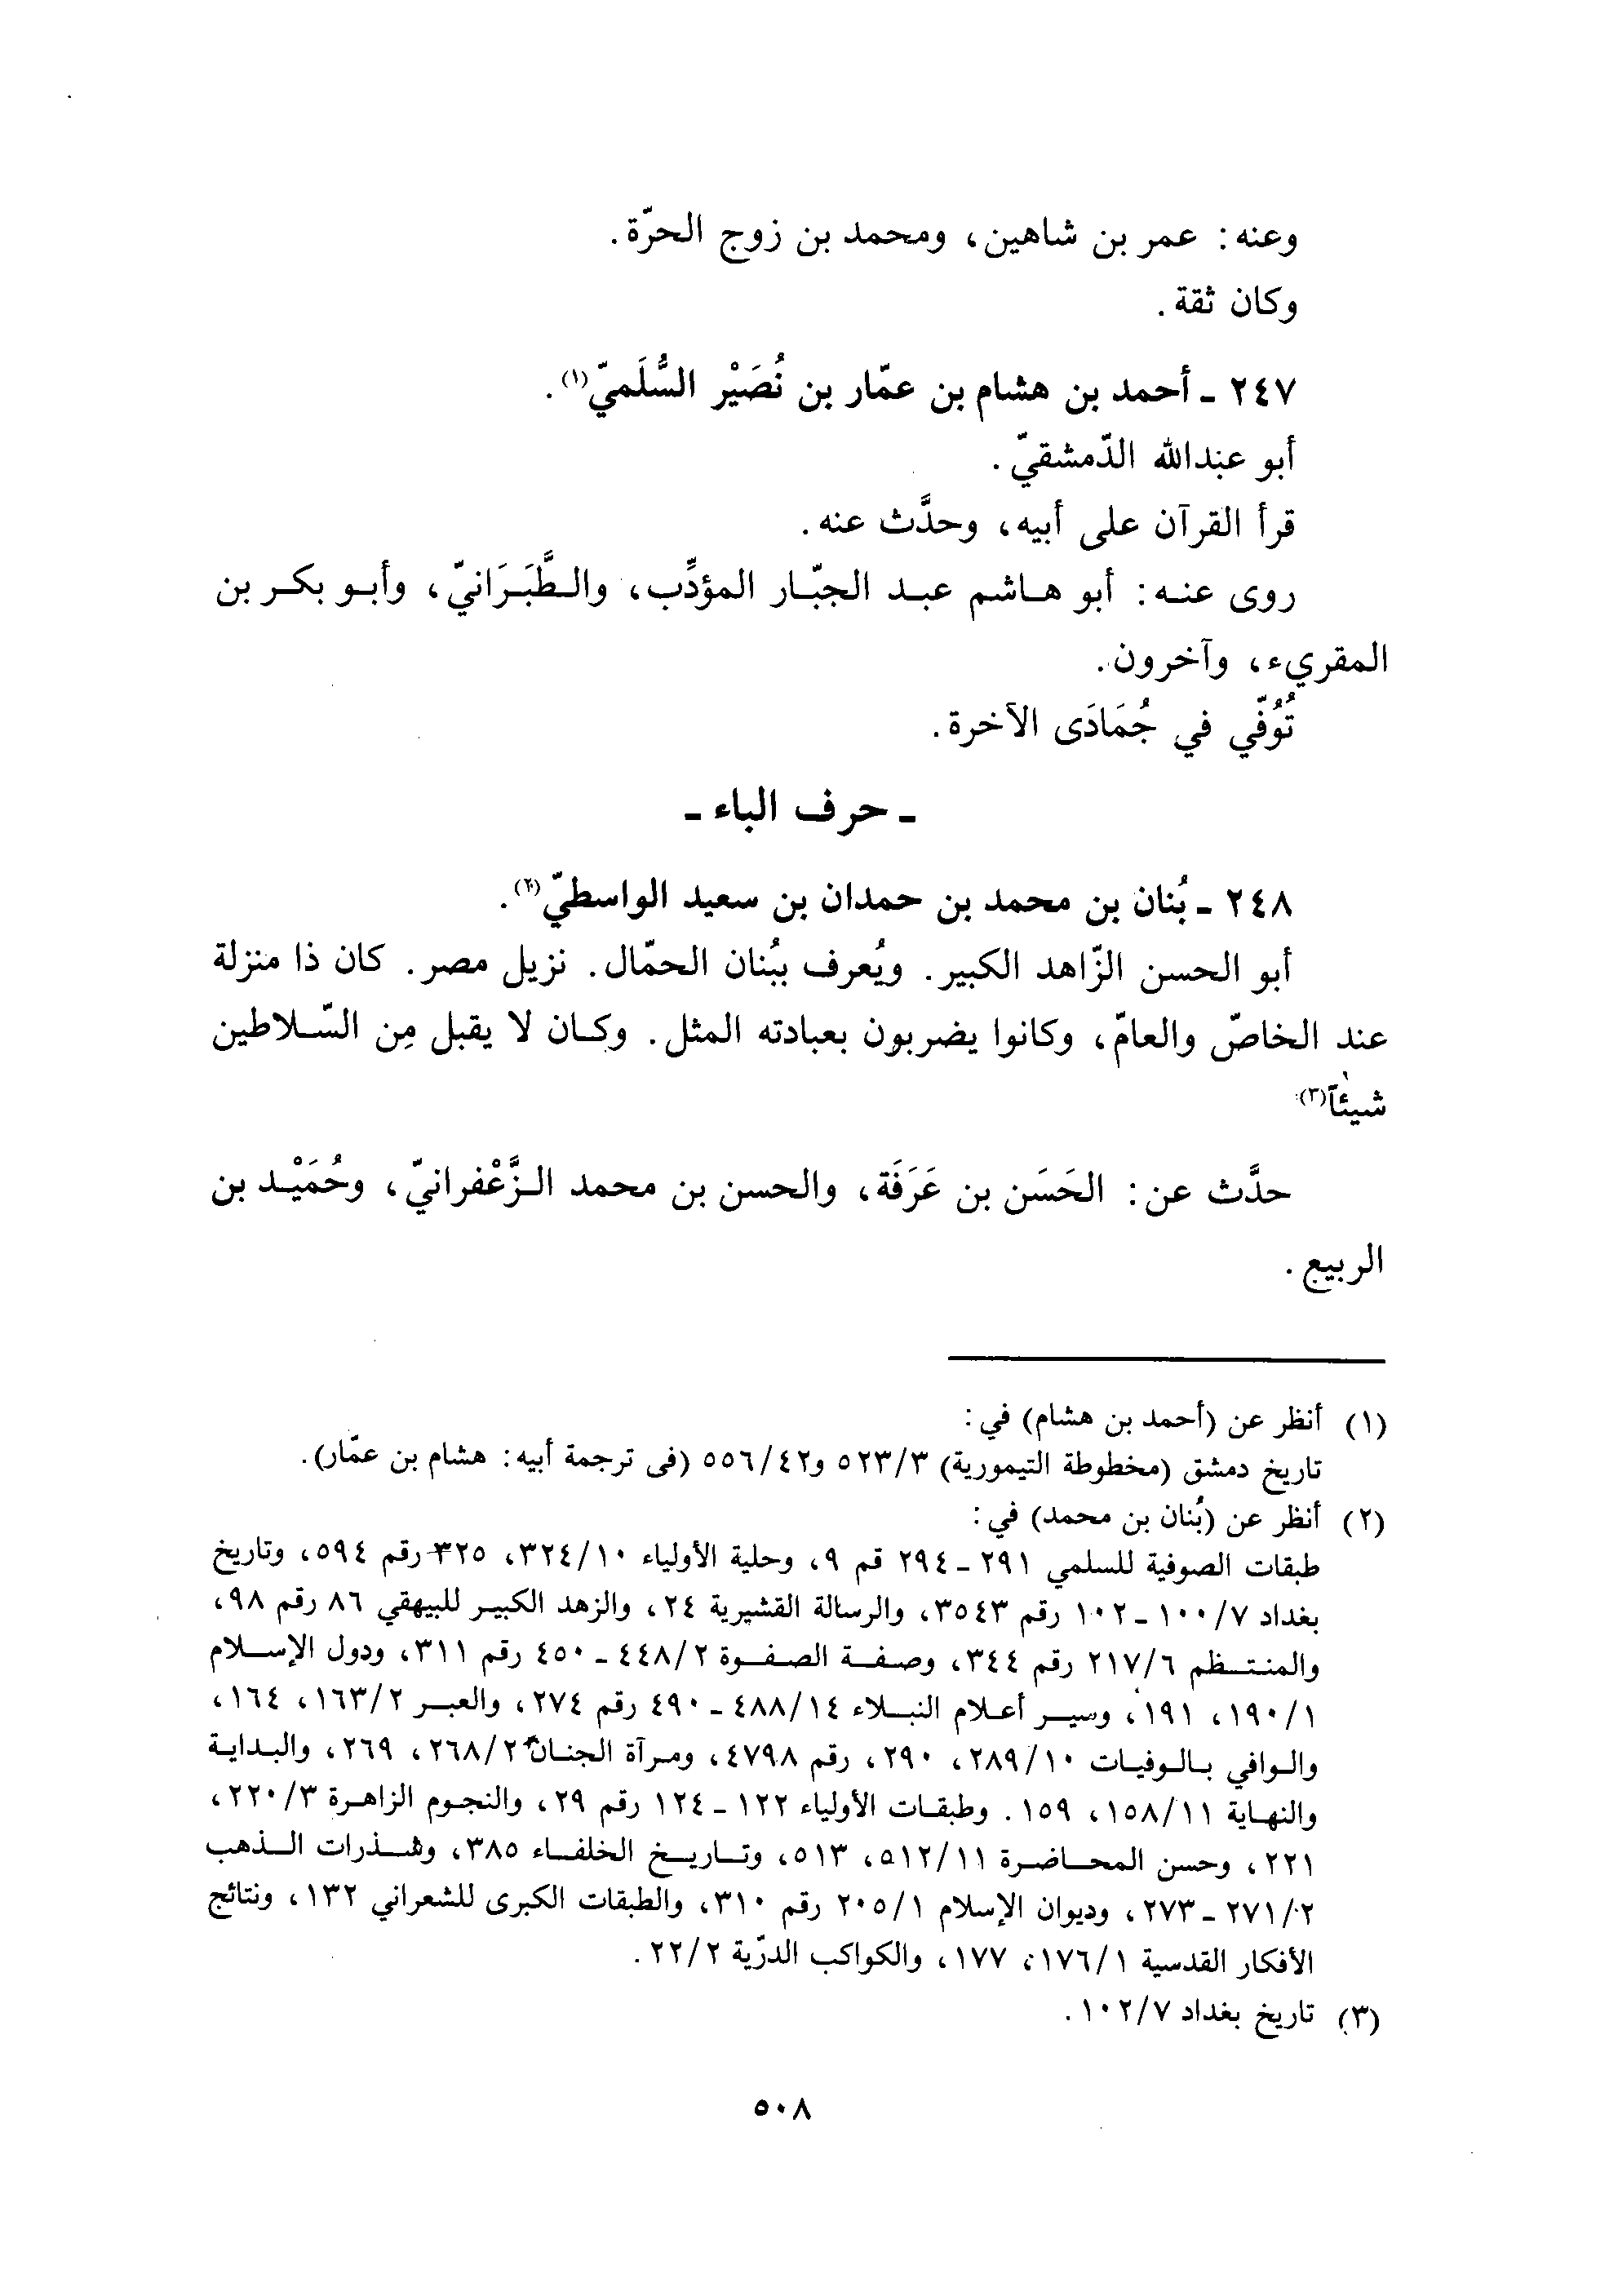 وعنه: عمر بن شاهين، ومحمد بن زوج الحرّة.
وكان ثقة.
٢٤٧ ـ أحمد بن هشام بن عمّار بن نُصَيْر السُّلَميّ(١).
أبو عبدالله الدّمشقيّ.
قرأ القرآن على أبيه، وحدَّث عنه.
روى عنه: أبو هاشم عبد الجبّار المؤدِّب، والطَّبَرَانيّ، وأبو بكر بن
المقريء، وآخرون.
تُوُفّي في جُمَادَى الآخرة.
ـ حرف الباء ـ
٢٤٨ ـ بُنان بن محمد بن حمدان بن سعيد الواسطيّ(٢).
أبو الحسن الزّاهد الكبير. ويُعرف ببُنان الحمّال. نزيل مصر. كان ذا منزلة
عند الخاصّ والعامّ، وكانوا يضربون بعبادته المثل. وكان لا يقبل مِن السّلاطين
شيئاً(٣).
حدَّث عن: الحَسَن بن عَرَفَة، والحسن بن محمد الزَّعْفرانيّ، وحُمَيْد بن
الربيع.
(١) أنظر عن (أحمد بن هشام) في:
تاريخ دمشق (مخطوطة التيمورية) ٥٢٣/٣ و٥٥٦/٤٢ (فى ترجمة أبيه: هشام بن عمّار).
(٢) أنظر عن (بُنان بن محمد) في:
طبقات الصوفية للسلمي ٢٩١ ـ ٢٩٤ قم ٩، وحلية الأولياء ٣٢٤/١٠، ٣٢٥ رقم ٥٩٤، وتاريخ
بغداد ١٠٠/٧ ـ ١٠٢ رقم ٣٥٤٣، والرسالة القشيرية ٢٤، والزهد الكبير للبيهقي ٨٦ رقم ٩٨،
والمنتظم ٢١٧/٦ رقم ٣٤٤، وصفة الصفوة ٤٤٨/٢ ـ ٤٥٠ رقم ٣١١، ودول الإسلام
١٩٠/١، ١٩١، وسير أعلام النبلاء ٤٨٨/١٤ ـ ٤٩٠ رقم ٢٧٤، والعبر ١٦٣/٢، ١٦٤،
والوافي بالوفيات ٢٨٩/١٠، ٢٩٠، رقم ٤٧٩٨، ومرآة الجنان ٢٦٨/٢، ٢٦٩، والبداية
والنهاية ١٥٨/١١، ١٥٩. وطبقات الأولياء ١٢٢ ـ ١٢٤ رقم ٢٩، والنجوم الزاهرة ٢٢٠/٣،
٢٢١، وحسن المحاضرة ٥١٢/١١، ٥١٣، وتاريخ الخلفاء ٣٨٥، وشذرات الذهب
٢٧١/٢ ـ ٢٧٣، وديوان الإسلام ٢٠٥/١ رقم ٣١٠، والطبقات الكبرى للشعراني ١٣٢، ونتائج
الأفكار القدسية ١٧٦/١، ١٧٧، والكواكب الدرّية ٢٢/٢.
(٣) تاريخ بغداد ١٠٢/٧.
٥٠٨